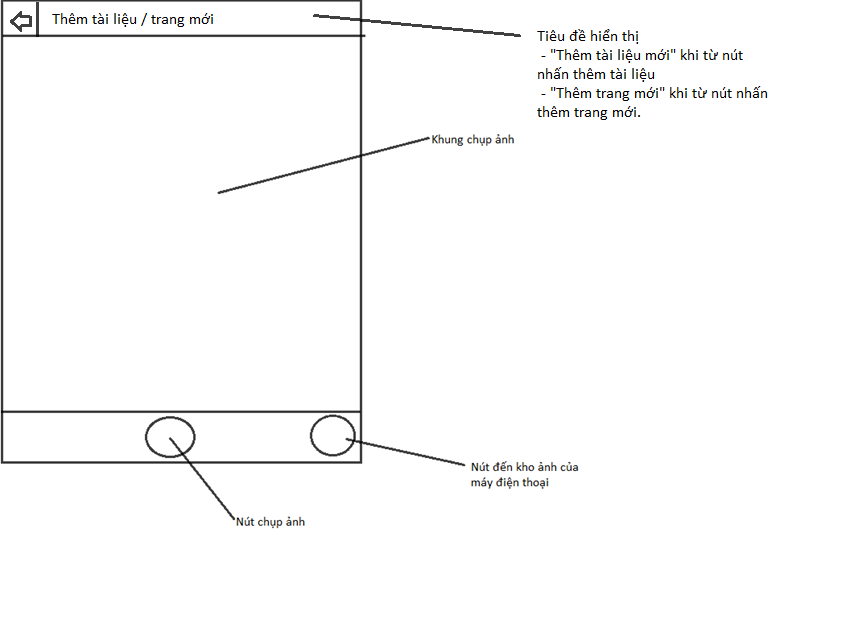 Thêm tài liệu / trang mới
Tiêu đề hiển thị
- "Thêm tài liệu mới" khi từ nút
nhấn thêm tài liệu
- "Thêm trang mới" khi từ nút nhấn
thêm trang mới.
Khung chụp ảnh
Nút đến kho ảnh của
máy điện thoại
Nút chụp ảnh